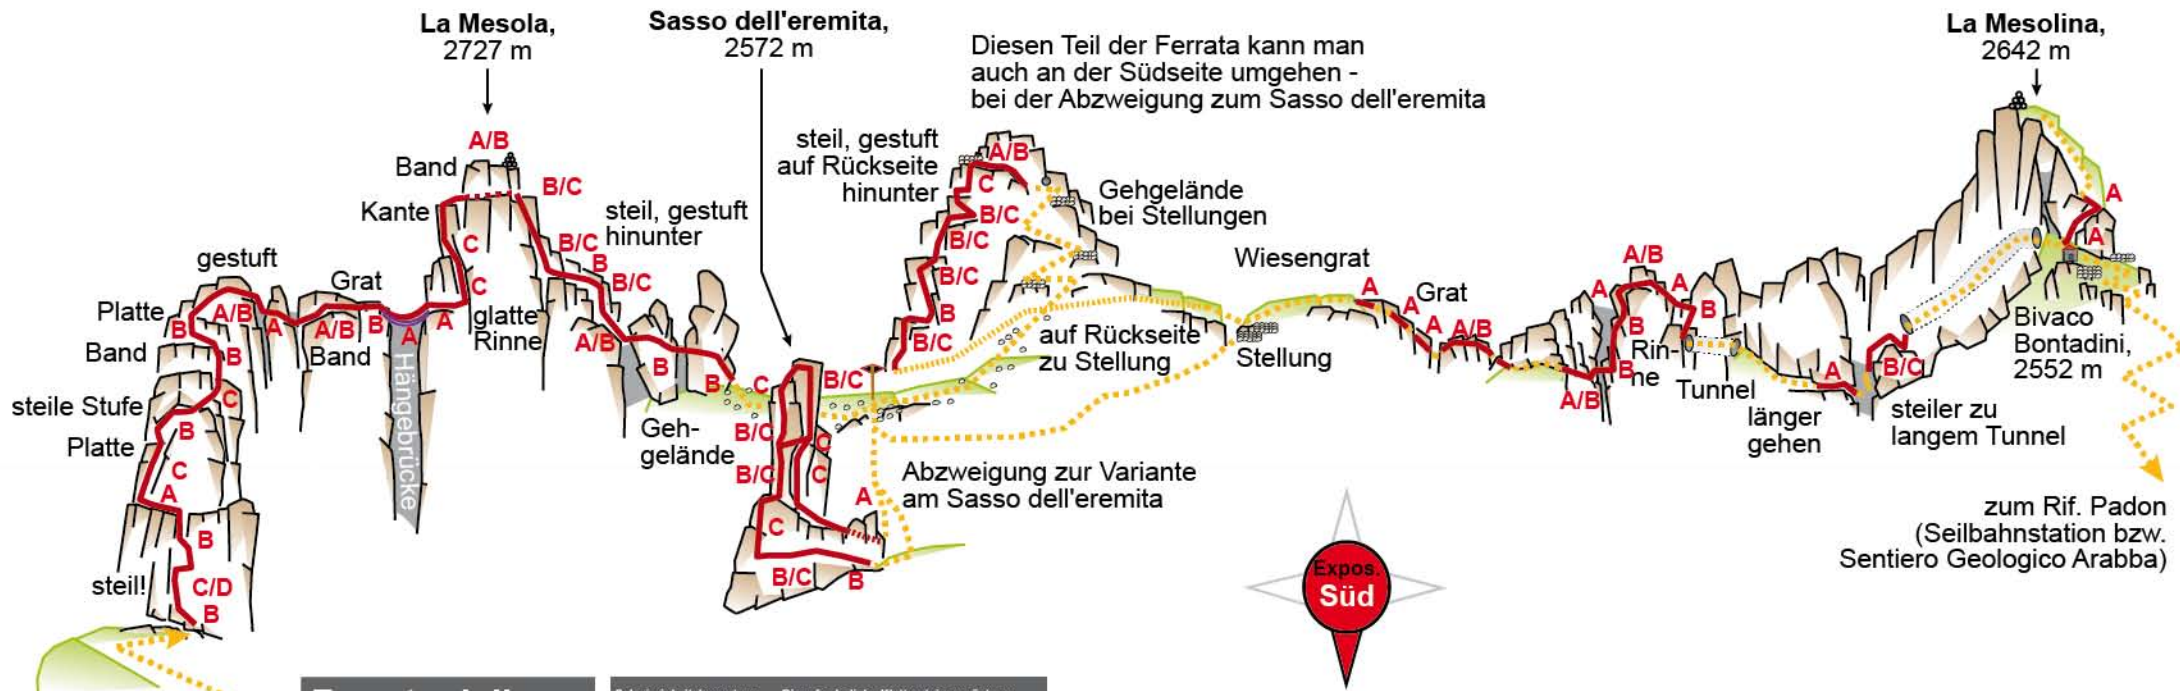 La Mesola,
2727 m
Sasso dell'eremita,
2572 m
Diesen Teil der Ferrata kann man
auch an der Südseite umgehen -
bei der Abzweigung zum Sasso dell'eremita
La Mesolina,
2642 m
steil!
B
C/D
B
A
C
Platte
B
steile Stufe
C
Band
B
Platte
B
A/B
gestuft
A
A/B
Band
Grat
B
A
Hängebrücke
A
glatte
Rinne
C
C
Kante
Band
A/B
B/C
steil, gestuft
hinunter
B/C
B
B/C
A/B
B
B
Geh-
gelände
C
B/C
B/C
C
B/C
B
B/C
C
C
A
Abzweigung zur Variante
am Sasso dell'eremita
steil, gestuft
auf Rückseite
hinunter
A/B
C
B/C
B/C
B/C
B
B/C
Gehgelände
bei Stellungen
auf Rückseite
zu Stellung
Wiesengrat
Stellung
A
A
Grat
A
A/B
A/B
A
B
B
A/B
A
B
Rin-
ne
Tunnel
länger
gehen
A
B/C
steiler zu
langem Tunnel
A
A
Bivaco
Bontadini,
2552 m
zum Rif. Padon
(Seilbahnstation bzw.
Sentiero Geologico Arabba)
Expos.
Süd